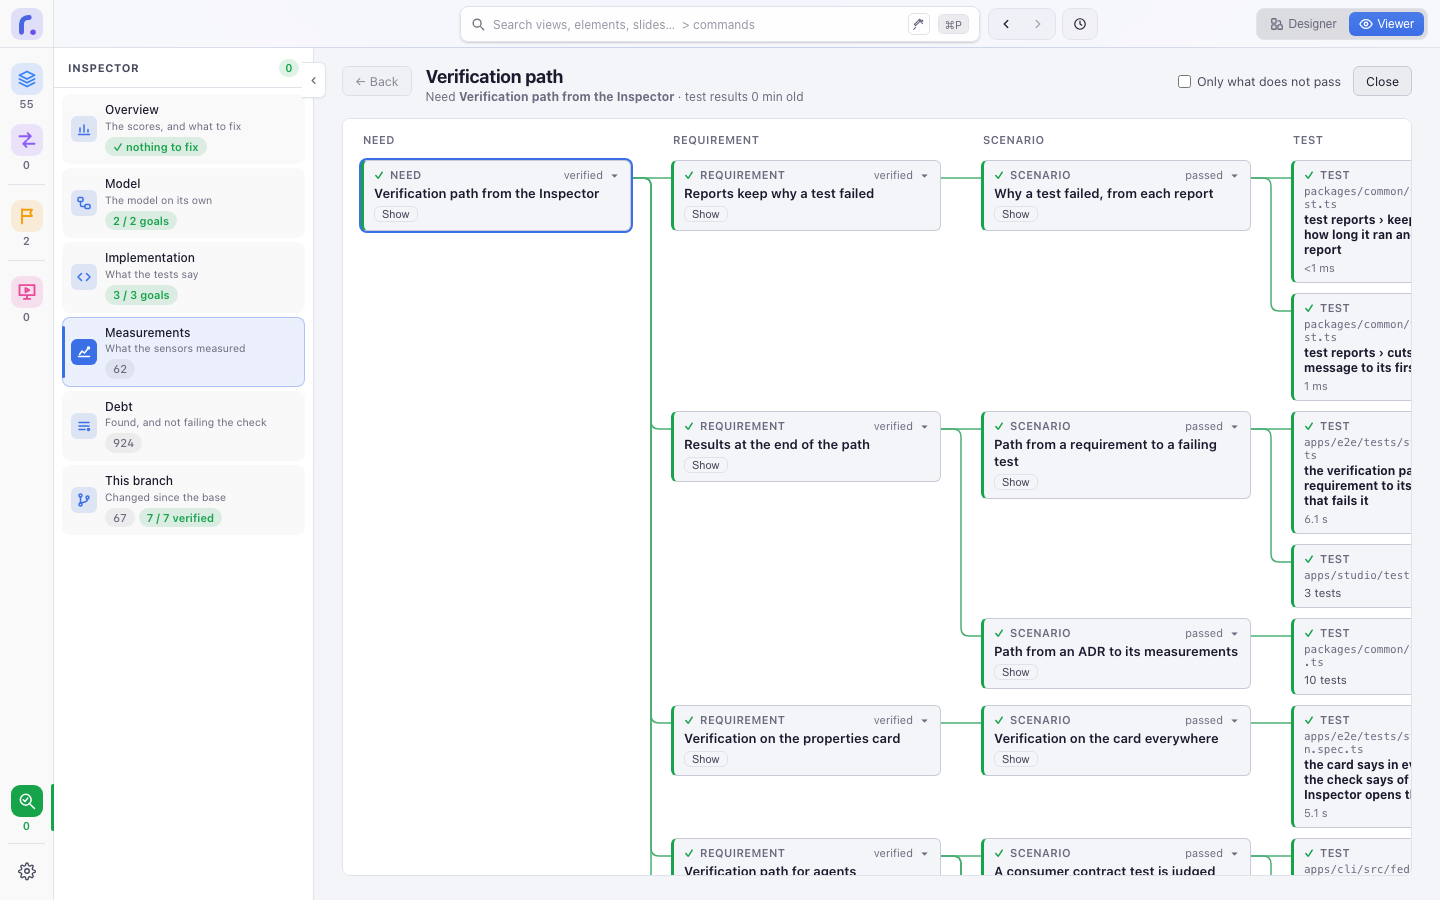 Search views, elements, slides... > commands
⌘P
Designer
Viewer
55
0
2
0
0
INSPECTOR
0
Overview
The scores, and what to fix
✓ nothing to fix
Model
The model on its own
2 / 2 goals
Implementation
What the tests say
3 / 3 goals
Measurements
What the sensors measured
62
Debt
Found, and not failing the check
924
This branch
Changed since the base
67
7 / 7 verified
← Back
Verification path
Need Verification path from the Inspector · test results 0 min old
Only what does not pass
Close
NEED
REQUIREMENT
SCENARIO
TEST
✓ NEED verified
Verification path from the Inspector
Show
✓ REQUIREMENT verified
Reports keep why a test failed
Show
✓ SCENARIO passed
Why a test failed, from each report
Show
✓ TEST
packages/common/
st.ts
test reports › keep
how long it ran an
report
<1 ms
✓ TEST
packages/common/
st.ts
test reports › cuts
message to its firs
1 ms
✓ REQUIREMENT verified
Results at the end of the path
Show
✓ SCENARIO passed
Path from a requirement to a failing
test
Show
✓ TEST
apps/e2e/tests/s
ts
the verification pa
requirement to its
that fails it
6.1 s
✓ TEST
apps/studio/test
3 tests
✓ SCENARIO passed
Path from an ADR to its measurements
Show
✓ TEST
packages/common/
.ts
10 tests
✓ REQUIREMENT verified
Verification on the properties card
Show
✓ SCENARIO passed
Verification on the card everywhere
Show
✓ TEST
apps/e2e/tests/s
n.spec.ts
the card says in e
the check says of
Inspector opens t
5.1 s
✓ REQUIREMENT verified
Verification path for agents
✓ SCENARIO passed
A consumer contract test is judged
✓ TEST
apps/cli/src/fed